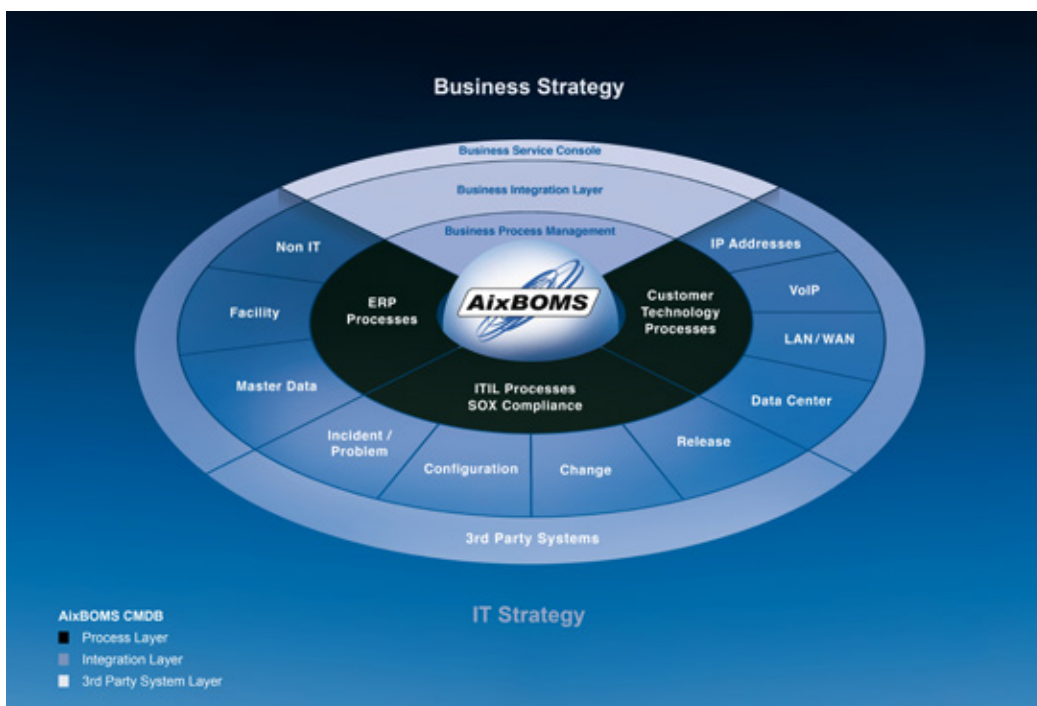 Business Strategy
Business Service Console
Business Integration Layer
Business Process Management
Non IT
IP Addresses
Facility
ERP
Processes
AixBOMS
Customer
Technology
Processes
VoIP
LAN/WAN
Master Data
ITIL Processes
SOX Compliance
Data Center
Incident /
Problem
Configuration
Change
Release
3rd Party Systems
IT Strategy
AixBOMS CMDB
Process Layer
Integration Layer
3rd Party System Layer